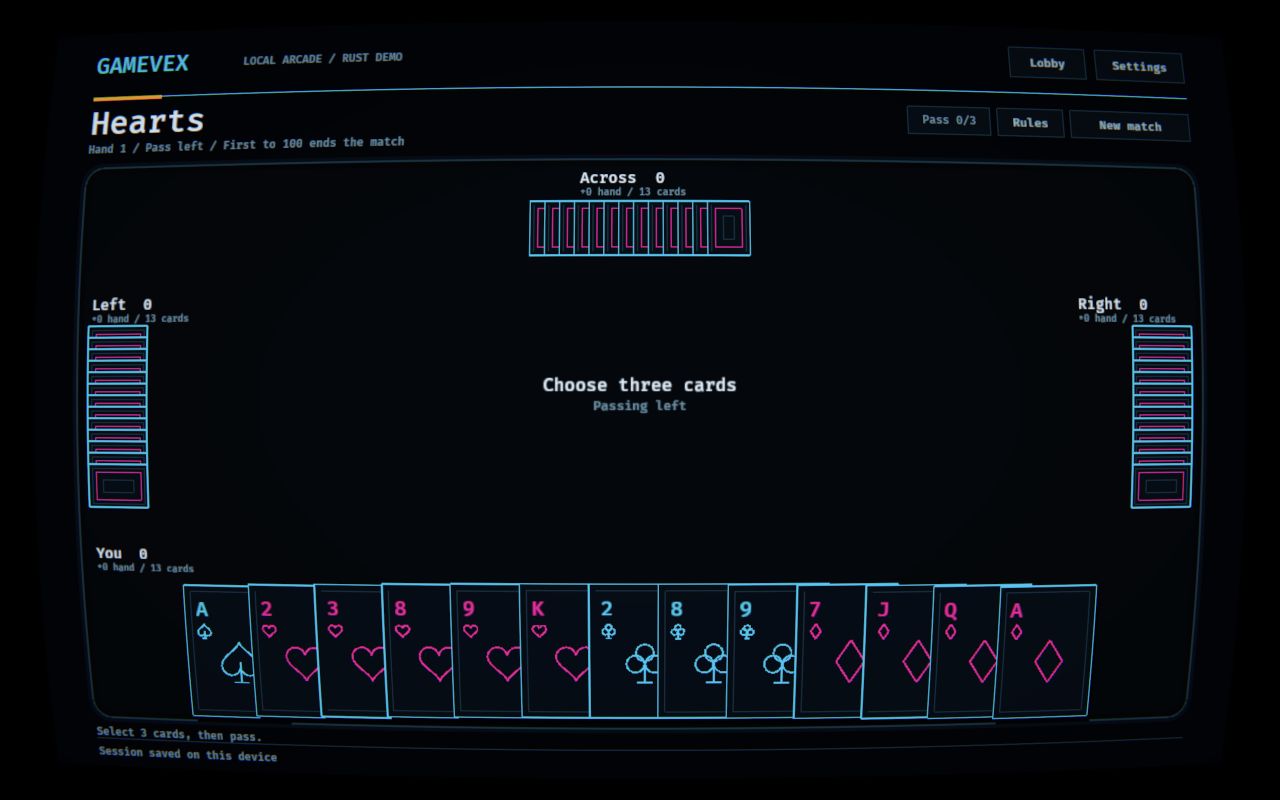 GAMEVEX
LOCAL ARCADE / RUST DEMO
Lobby
Settings
Hearts
Hand 1 / Pass left / First to 100 ends the match
Pass 0/3
Rules
New match
Across 0
+0 hand / 13 cards
Left 0
+0 hand / 13 cards
Right 0
+0 hand / 13 cards
Choose three cards
Passing left
You 0
+0 hand / 13 cards
A 2 3 8 9 K 2 8 9 7 J Q A
Select 3 cards, then pass.
Session saved on this device